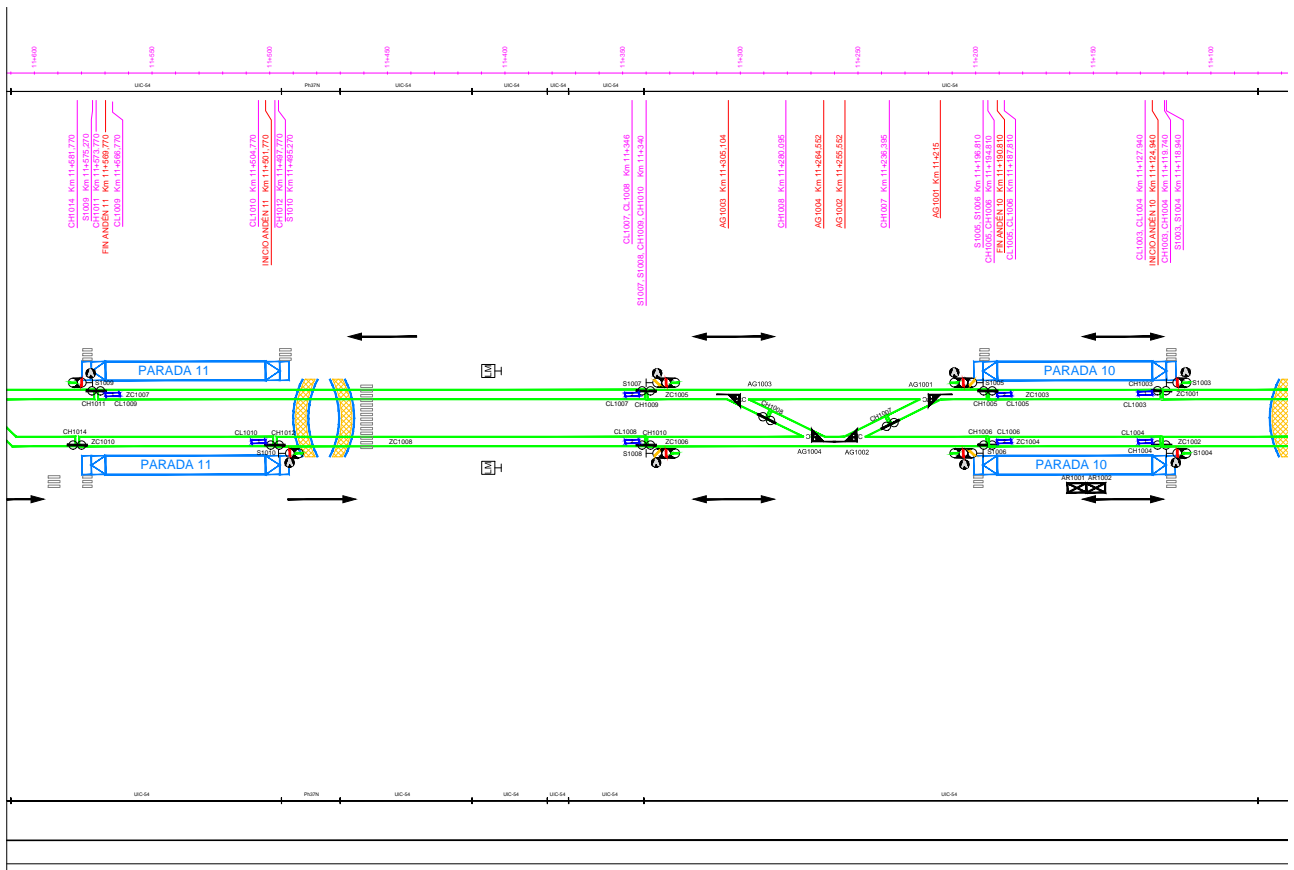 11+600
11+550
11+500
11+450
11+400
11+350
11+300
11+250
11+200
11+150
11+100
UIC-54
Ph37N
UIC-54
UIC-54
UIC-54
UIC-54
UIC-54
CH1014 Km 11+581,770
S1009 Km 11+575,270
CH1011 Km 11+573,770
FIN ANDÉN 11 Km 11+569,770
CL1009 Km 11+566,770
CL1010 Km 11+504,770
INICIO ANDÉN 11 Km 11+501,770
CH1012 Km 11+497,770
S1010 Km 11+495,270
CL1007, CL1008 Km 11+346
S1007, S1008, CH1009, CH1010 Km 11+340
AG1003 Km 11+305,104
CH1008 Km 11+280,095
AG1004 Km 11+264,552
AG1002 Km 11+255,552
CH1007 Km 11+236,395
AG1001 Km 11+215
S1005, S1006 Km 11+196,810
CH1005, CH1006 Km 11+194,810
FIN ANDÉN 10 Km 11+190,810
CL1005, CL1006 Km 11+187,810
CL1003, CL1004 Km 11+127,940
INICIO ANDÉN 10 Km 11+124,940
CH1003, CH1004 Km 11+119,740
S1003, S1004 Km 11+118,940
PARADA 11
A
S1009
ZC1007
CH1011
CL1009
LM
S1007
A
ZC1005
CL1007
CH1009
AG1003
CH1008
CH1007
AG1001
A
S1005
ZC1003
CH1005
CL1005
PARADA 10
CH1003
CL1003
A
S1003
ZC1001
CH1014
ZC1010
CL1010
CH1012
ZC1008
S1010
A
PARADA 11
LM
CL1008
CH1010
ZC1006
S1008
A
AG1004
AG1002
CH1006
CL1006
ZC1004
S1006
A
PARADA 10
CL1004
CH1004
ZC1002
S1004
A
AR1001
AR1002
UIC-54
Ph37N
UIC-54
UIC-54
UIC-54
UIC-54
UIC-54